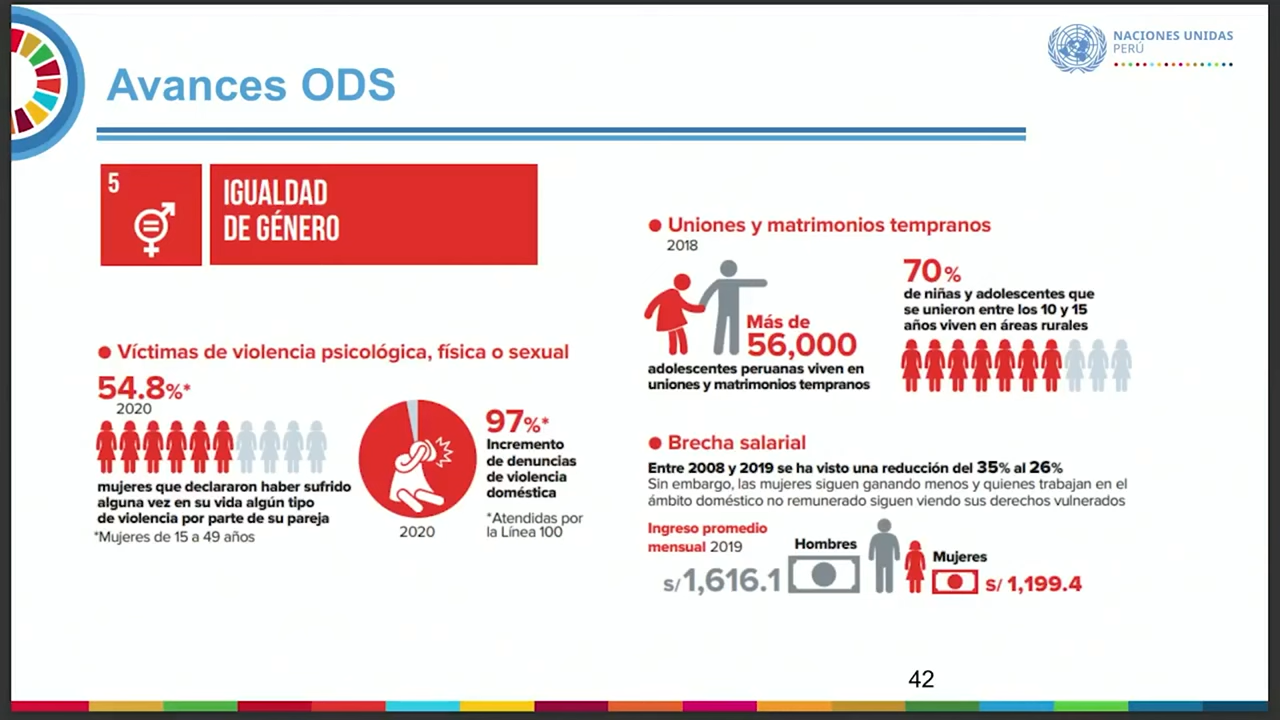 NACIONES UNIDAS
PERÚ
Avances ODS
5
IGUALDAD
DE GÉNERO
● Víctimas de violencia psicológica, física o sexual
54.8%*
2020
mujeres que declararon haber sufrido
alguna vez en su vida algún tipo
de violencia por parte de su pareja
*Mujeres de 15 a 49 años
2020
97%*
Incremento
de denuncias
de violencia
doméstica
*Atendidas por
la Línea 100
● Uniones y matrimonios tempranos
2018
Más de
56,000
adolescentes peruanas viven en
uniones y matrimonios tempranos
70%
de niñas y adolescentes que
se unieron entre los 10 y 15
años viven en áreas rurales
● Brecha salarial
Entre 2008 y 2019 se ha visto una reducción del 35% al 26%
Sin embargo, las mujeres siguen ganando menos y quienes trabajan en el
ámbito doméstico no remunerado siguen viendo sus derechos vulnerados
Ingreso promedio
mensual 2019
Hombres
S/1,616.1
Mujeres
S/ 1,199.4
42